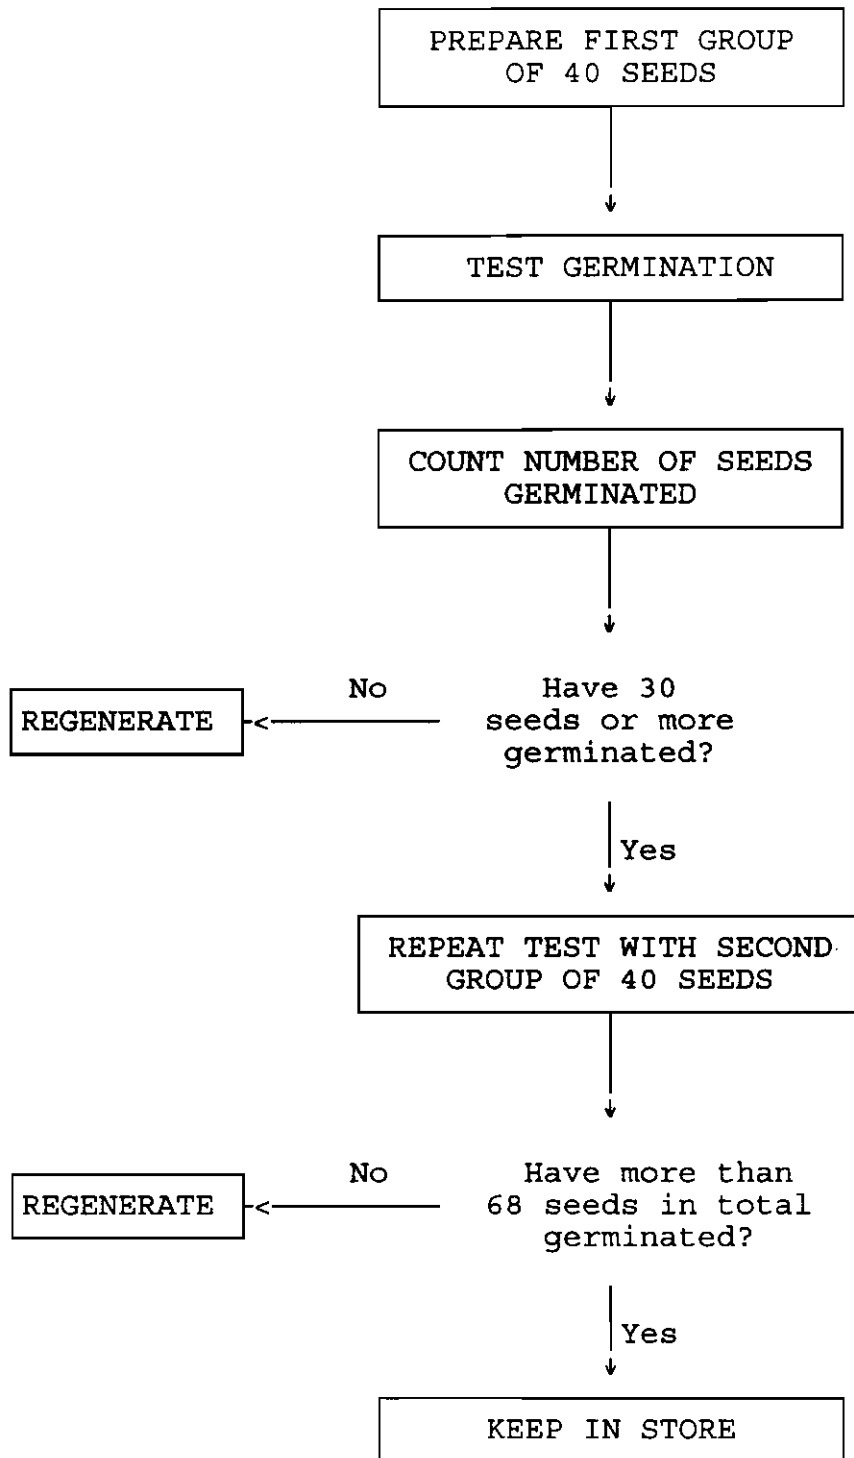 PREPARE FIRST GROUP
OF 40 SEEDS
TEST GERMINATION
COUNT NUMBER OF SEEDS
GERMINATED
No
Have 30
seeds or more
germinated?
REGENERATE
Yes
REPEAT TEST WITH SECOND
GROUP OF 40 SEEDS
No
Have more than
68 seeds in total
germinated?
REGENERATE
Yes
KEEP IN STORE